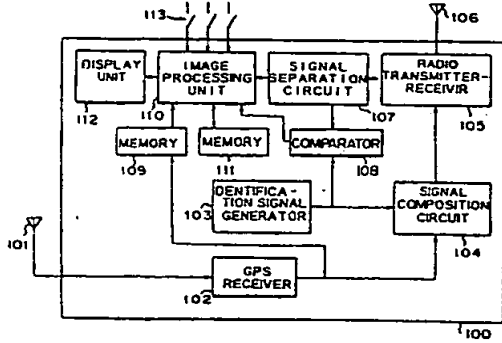 113
106
DISPLAY
UNIT
112
IMAGE
PROCESSING
UNIT
110
SIGNAL
SEPARATION
CIRCUIT
107
RADIO
TRANSMITTER-
RECEIVIR
105
MEMORY
109
MEMORY
111
COMPARATOR
108
IDENTIFICA-
TION SIGNAL
GENERATOR
103
SIGNAL
COMPOSITION
CIRCUIT
104
101
GPS
RECEIVER
102
100